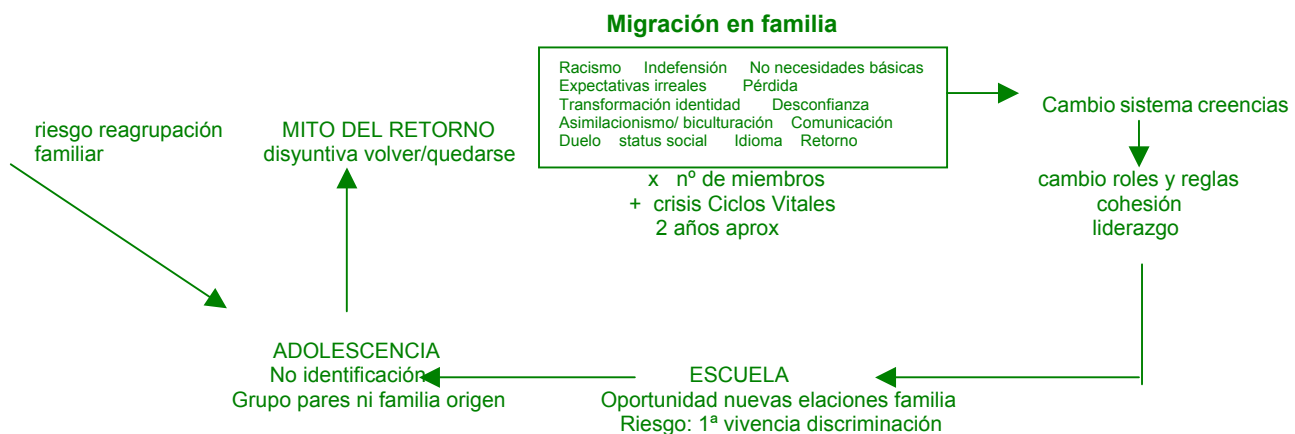 Migración en familia
Racismo Indefensión No necesidades básicas
Expectativas irreales Pérdida
Transformación identidad Desconfianza
Asimilacionismo/ biculturación Comunicación
Duelo status social Idioma Retorno
x nº de miembros
+ crisis Ciclos Vitales
2 años aprox
Cambio sistema creencias
cambio roles y reglas
cohesión
liderazgo
ESCUELA
Oportunidad nuevas elaciones familia
Riesgo: 1ª vivencia discriminación
ADOLESCENCIA
No identificación
Grupo pares ni familia origen
MITO DEL RETORNO
disyuntiva volver/quedarse
riesgo reagrupación
familiar